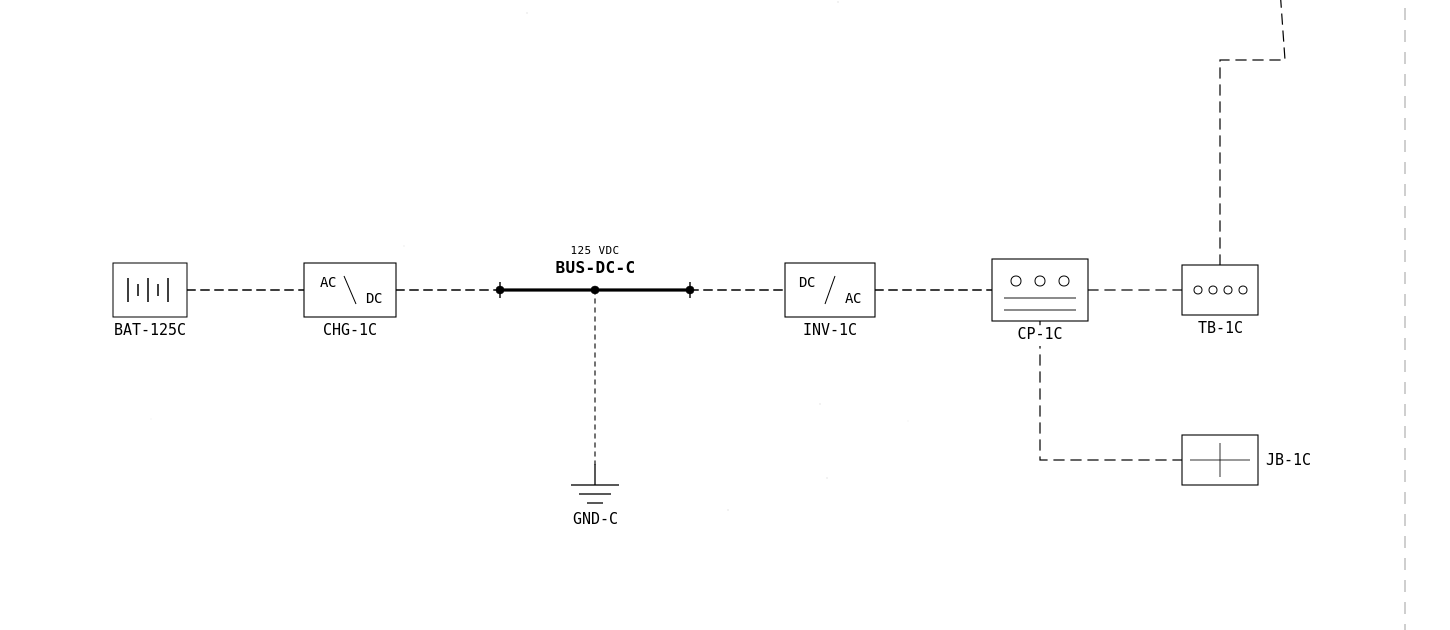 125 VDC
BUS-DC-C
AC
DC
DC
AC
BAT-125C
CHG-1C
INV-1C
CP-1C
TB-1C
JB-1C
GND-C